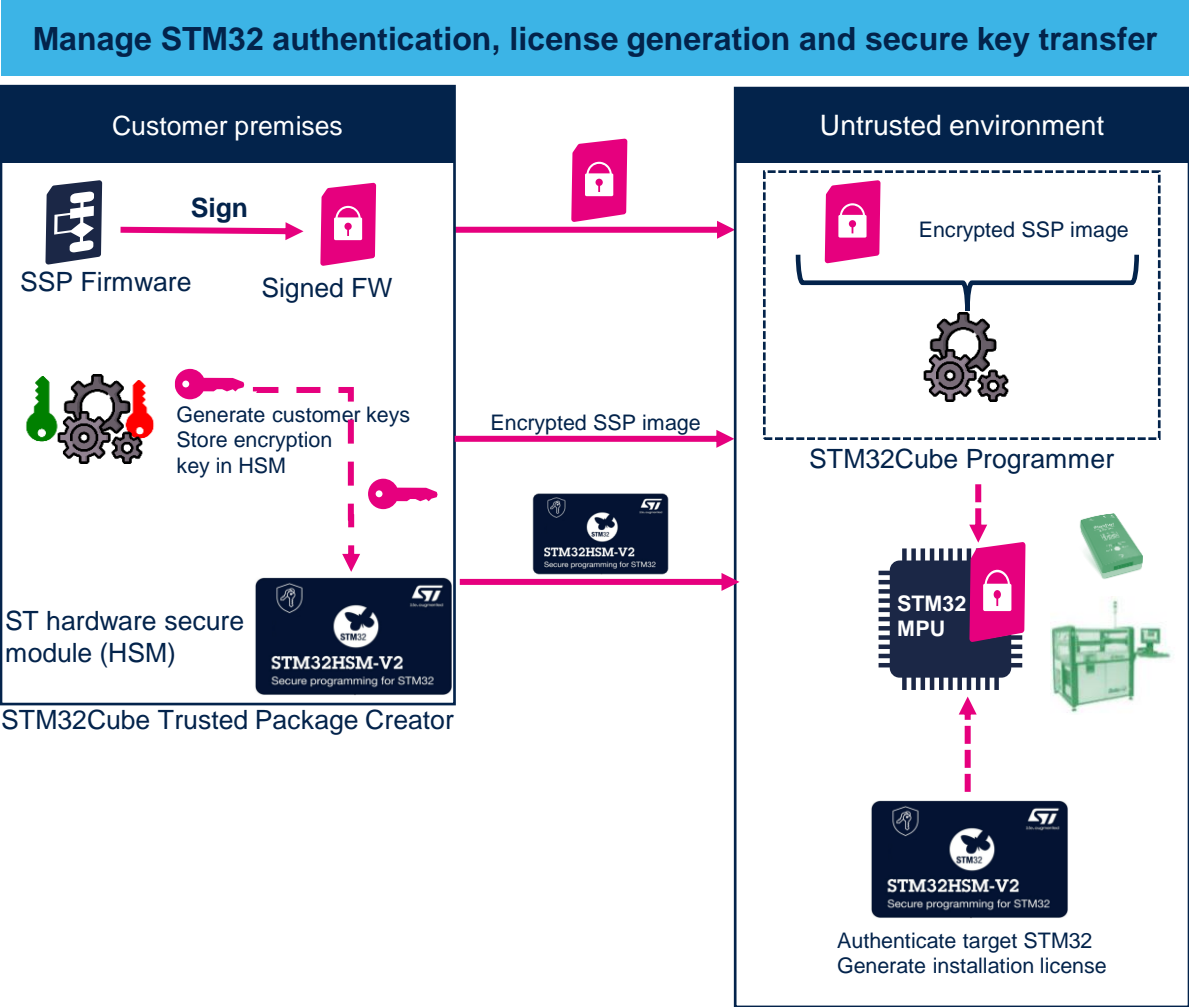 Manage STM32 authentication, license generation and secure key transfer
Customer premises
Sign
SSP Firmware
Signed FW
Generate customer keys
Store encryption
key in HSM
ST hardware secure
module (HSM)
STM32
STM32HSM-V2
Secure programming for STM32
STM32Cube Trusted Package Creator
Encrypted SSP image
STM32
STM32HSM-V2
Secure programming for STM32
Untrusted environment
Encrypted SSP image
STM32Cube Programmer
STM32
MPU
STM32
STM32HSM-V2
Secure programming for STM32
Authenticate target STM32
Generate installation license